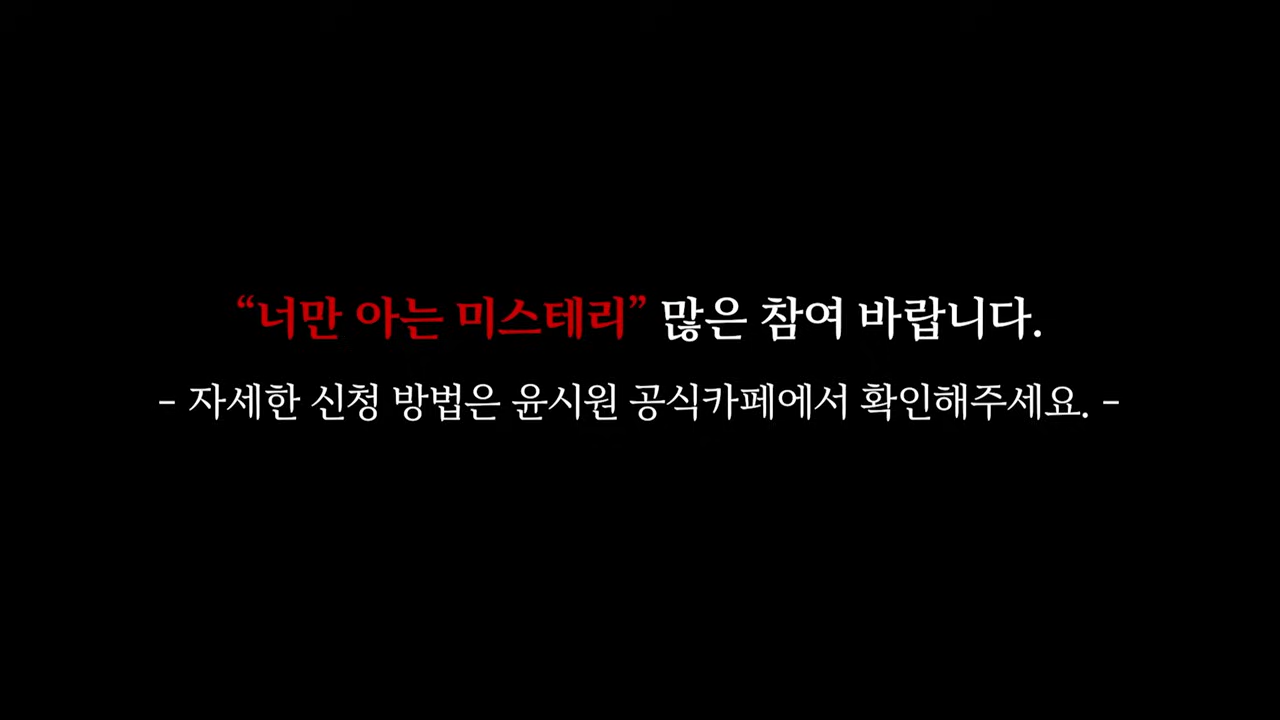 “너만 아는 미스테리” 많은 참여 바랍니다.
- 자세한 신청 방법은 윤시원 공식카페에서 확인해주세요. -